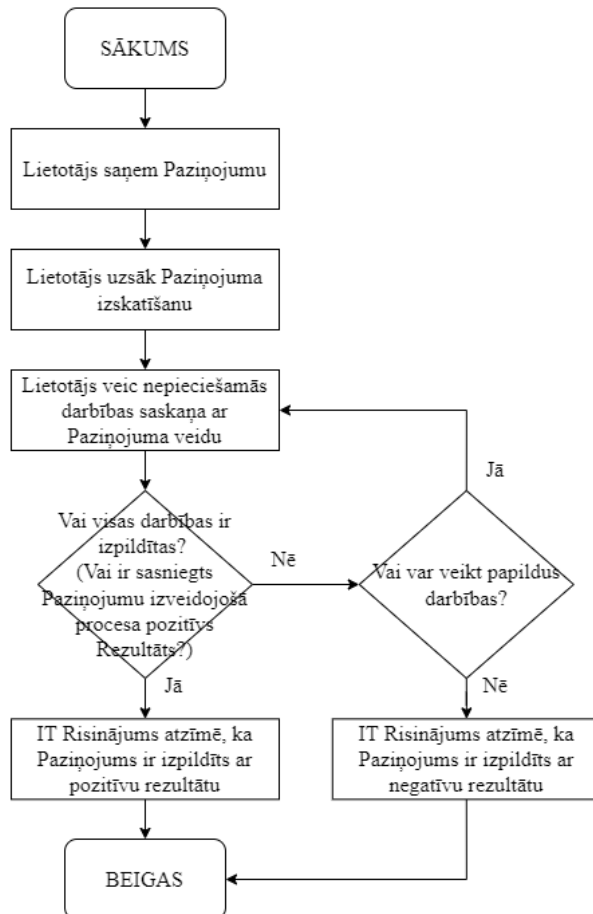 SĀKUMS
Lietotājs saņem Paziņojumu
Lietotājs uzsāk Paziņojuma
izskatīšanu
Lietotājs veic nepieciešamās
darbības saskaņa ar
Paziņojuma veidu
Jā
Vai visas darbības ir
izpildītas?
(Vai ir sasniegts
Paziņojumu izveidojošā
procesa pozitīvs
Rezultāts?)
Nē
Vai var veikt papildus
darbības?
Jā
Nē
IT Risinājums atzīmē, ka
Paziņojums ir izpildīts ar
pozitīvu rezultātu
IT Risinājums atzīmē, ka
Paziņojums ir izpildīts ar
negatīvu rezultātu
BEIGAS